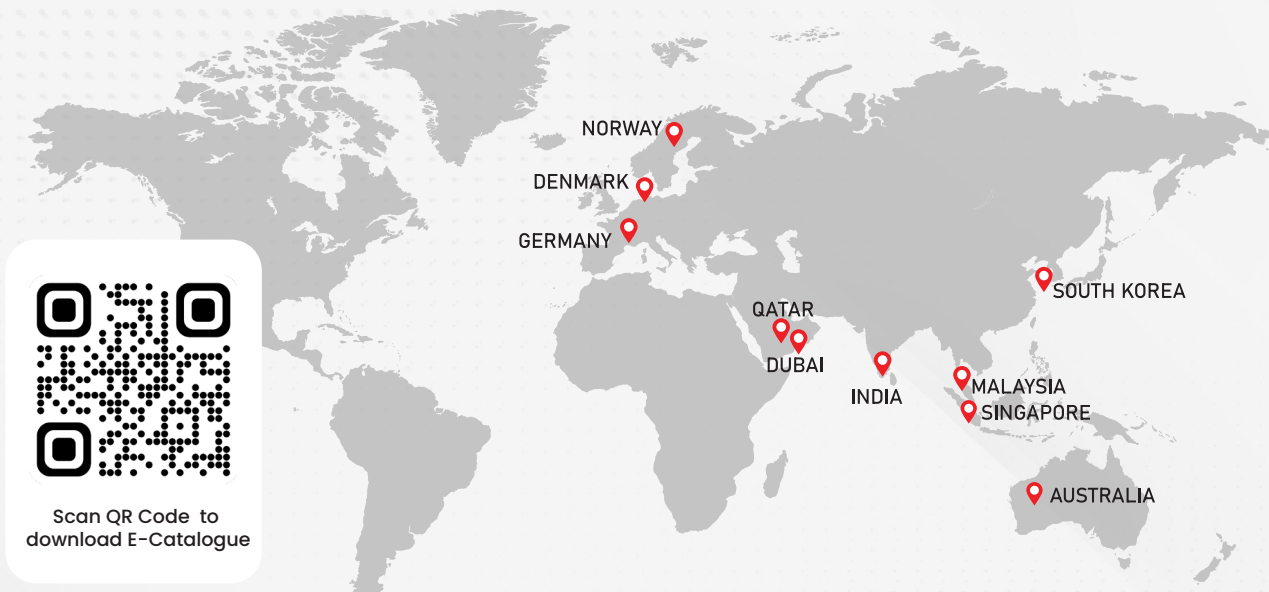 NORWAY
DENMARK
GERMANY
SOUTH KOREA
QATAR
DUBAI
INDIA
MALAYSIA
SINGAPORE
AUSTRALIA
Scan QR Code to
download E-Catalogue